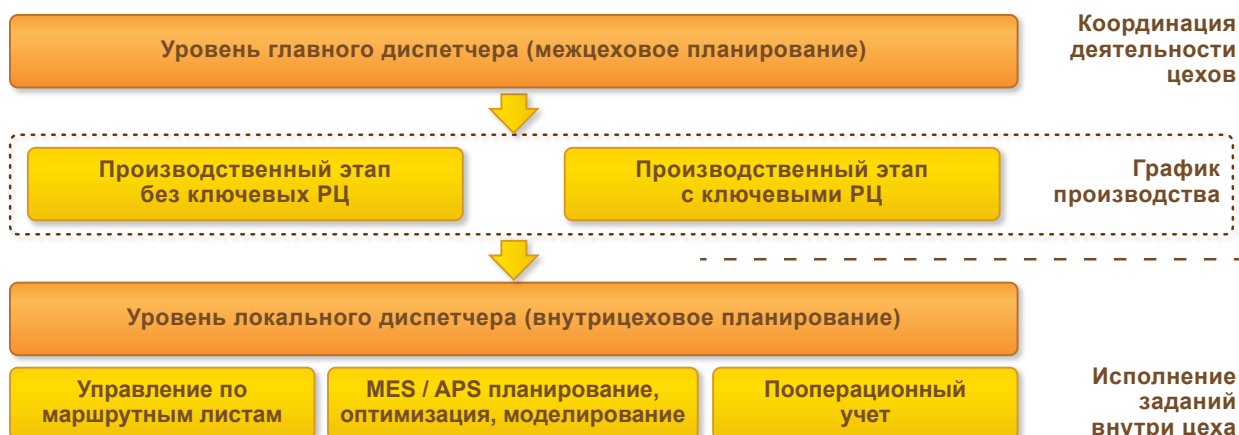 Уровень главного диспетчера (межцеховое планирование)
Координация
деятельности
цехов
Производственный этап
без ключевых РЦ
Производственный этап
с ключевыми РЦ
График
производства
Уровень локального диспетчера (внутрицеховое планирование)
Управление по
маршрутным листам
MES / APS планирование,
оптимизация, моделирование
Пооперационный
учет
Исполнение
заданий
внутри цеха